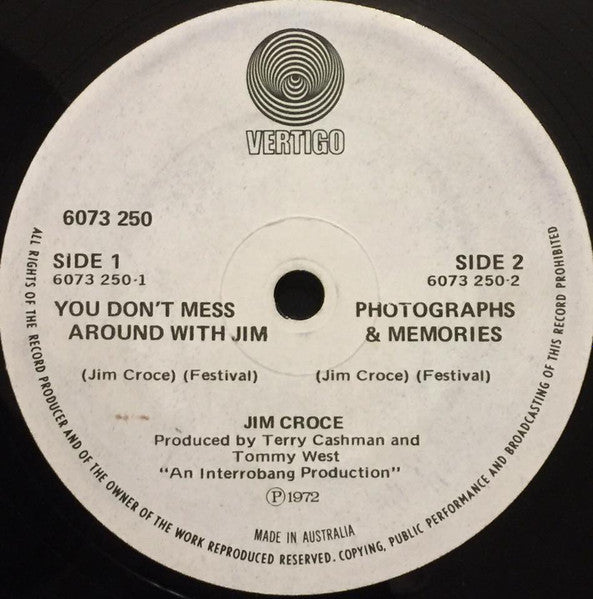 VERTIGO
6073 250
SIDE 1
6073 250-1
YOU DON'T MESS
AROUND WITH JIM
(Jim Croce) (Festival)
SIDE 2
6073 250-2
PHOTOGRAPHS
& MEMORIES
(Jim Croce) (Festival)
JIM CROCE
Produced by Terry Cashman and
Tommy West
"An Interrobang Production"
Ⓟ1972
MADE IN AUSTRALIA
ALL RIGHTS OF THE RECORD PRODUCER AND OF THE OWNER OF THE WORK REPRODUCED RESERVED. COPYING, PUBLIC PERFORMANCE AND BROADCASTING OF THIS RECORD PROHIBITED